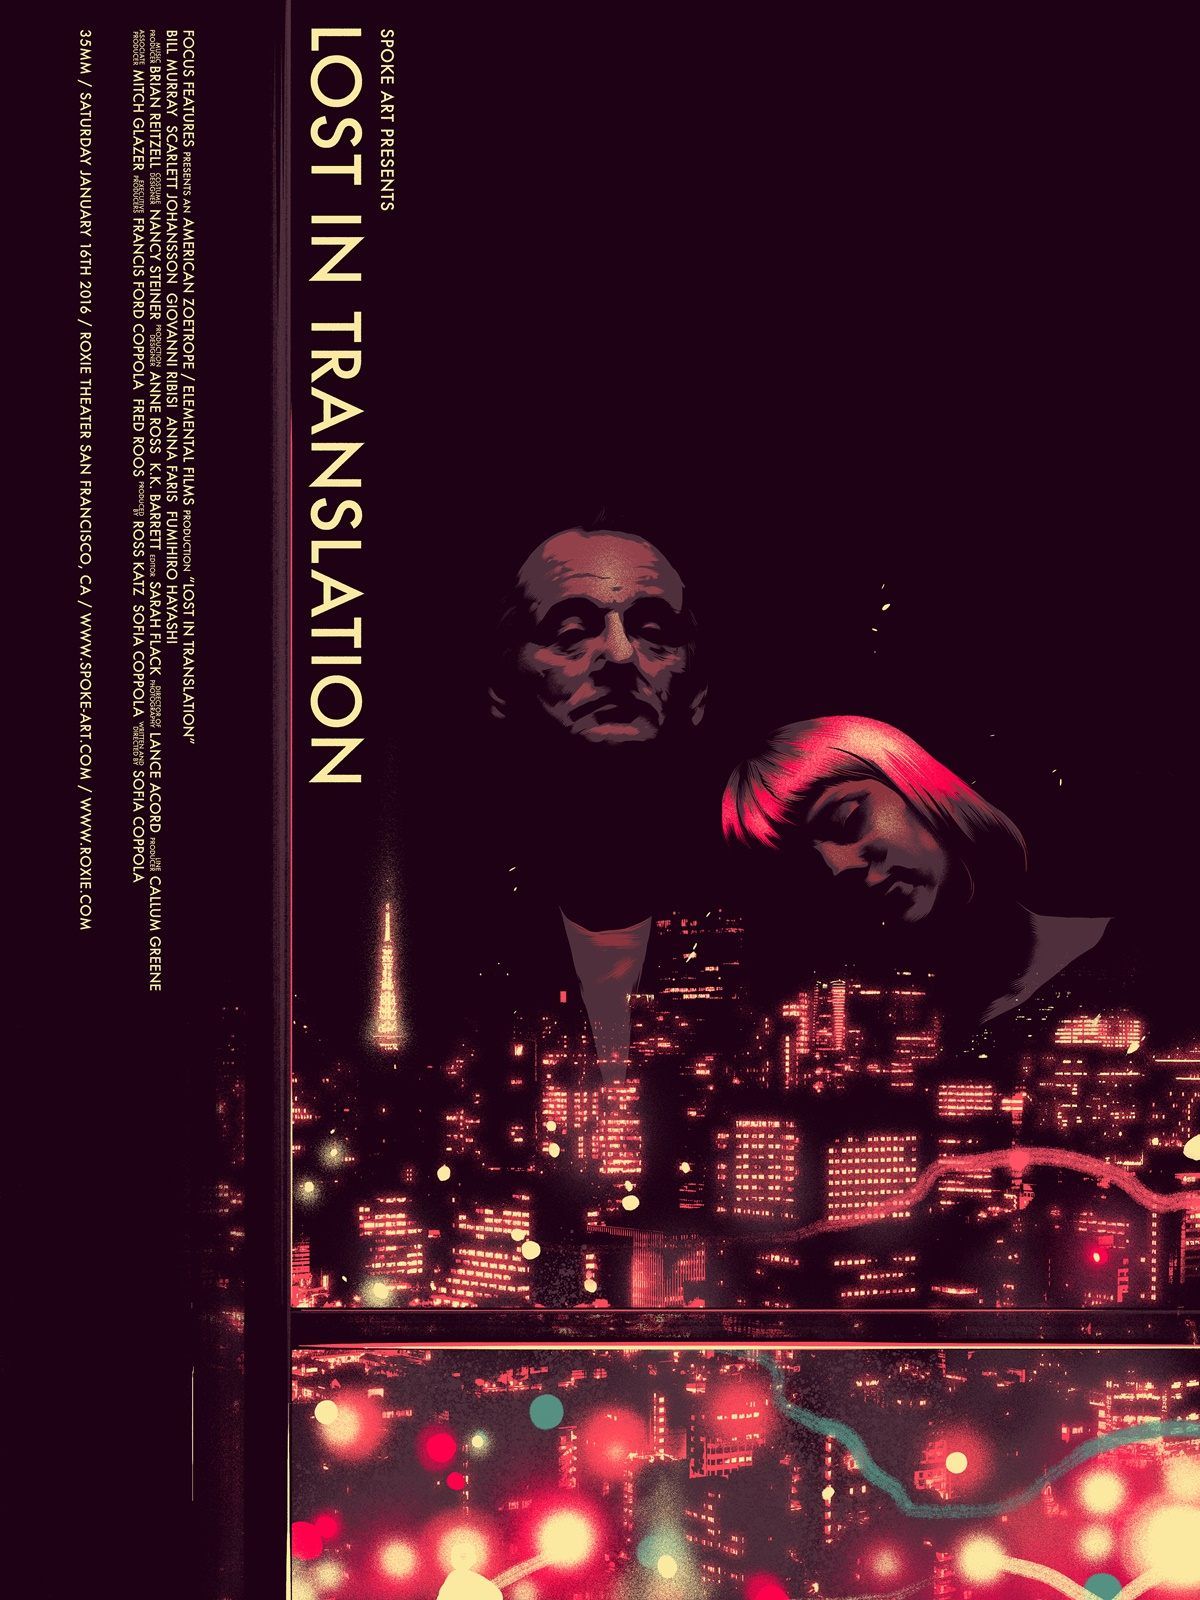 SPOKE ART PRESENTS
LOST IN TRANSLATION
FOCUS FEATURES PRESENTS AN AMERICAN ZOETROPE / ELEMENTAL FILMS PRODUCTION "LOST IN TRANSLATION"
BILL MURRAY SCARLETT JOHANSSON GIOVANNI RIBISI ANNA FARIS FUMIHIRO HAYASHI
MUSIC PRODUCER BRIAN REITZELL COSTUME DESIGNER NANCY STEINER PRODUCTION DESIGNER ANNE ROSS K.K. BARRETT EDITOR SARAH FLACK DIRECTOR OF PHOTOGRAPHY LANCE ACORD LINE PRODUCER CALLUM GREENE
ASSOCIATE PRODUCER MITCH GLAZER EXECUTIVE PRODUCERS FRANCIS FORD COPPOLA FRED ROOS PRODUCED BY ROSS KATZ SOFIA COPPOLA WRITTEN AND DIRECTED BY SOFIA COPPOLA
35MM / SATURDAY JANUARY 16TH 2016 / ROXIE THEATER SAN FRANCISCO, CA / WWW.SPOKE-ART.COM / WWW.ROXIE.COM